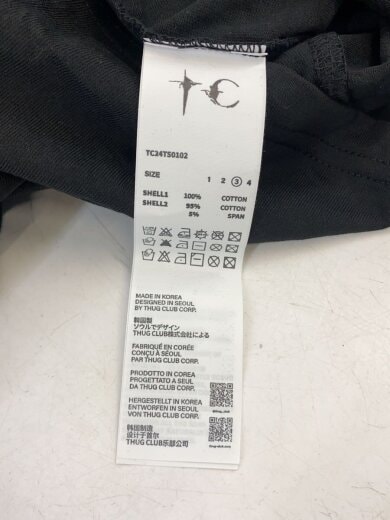 TC
TC24TS0102
SIZE 1 2 3 4
SHELL1 100% COTTON
SHELL2 95% COTTON
5% SPAN
MADE IN KOREA
DESIGNED IN SEOUL
BY THUG CLUB CORP.
韓国製
ソウルでデザイン
THUG CLUB株式会社による
FABRIQUÉ EN CORÉE
CONÇU À SÉOUL
PAR THUG CLUB CORP.
PRODOTTO IN COREA
PROGETTATO A SEUL
DA THUG CLUB CORP.
HERGESTELLT IN KOREA
ENTWORFEN IN SEOUL
VON THUG CLUB CORP.
韩国制造
设计于首尔
THUG CLUB乐部公司